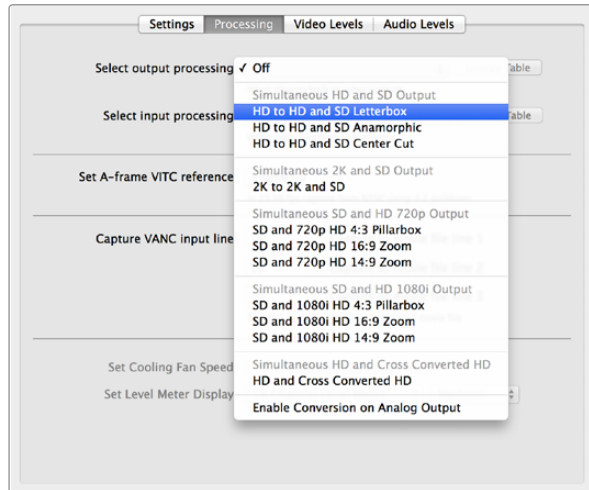 Settings Processing Video Levels Audio Levels
Select output processing ✓ Off Table
Simultaneous HD and SD Output
HD to HD and SD Letterbox
Select input processing Table
HD to HD and SD Anamorphic
HD to HD and SD Center Cut
Simultaneous 2K and SD Output
Set A-frame VITC reference
2K to 2K and SD
Simultaneous SD and HD 720p Output
SD and 720p HD 4:3 Pillarbox
Capture VANC input line
SD and 720p HD 16:9 Zoom
SD and 720p HD 14:9 Zoom
Simultaneous SD and HD 1080i Output
SD and 1080i HD 4:3 Pillarbox
SD and 1080i HD 16:9 Zoom
SD and 1080i HD 14:9 Zoom
Simultaneous HD and Cross Converted HD
Set Cooling Fan Speed
HD and Cross Converted HD
Set Level Meter Display
Enable Conversion on Analog Output